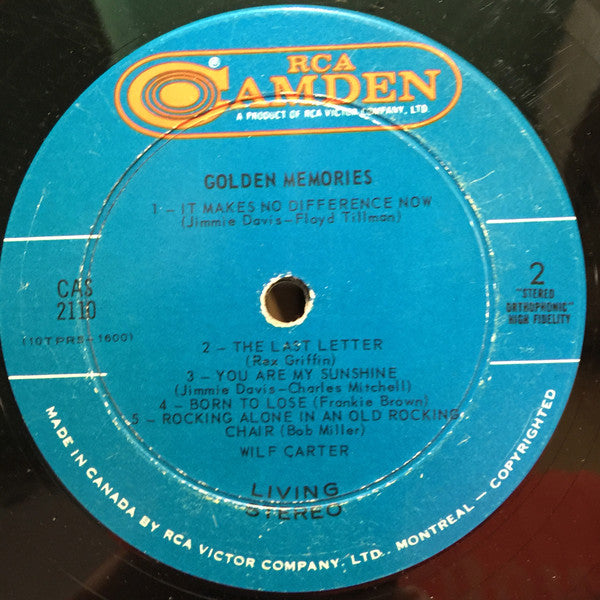 ®
RCA
CAMDEN
A PRODUCT OF RCA VICTOR COMPANY, LTD.
GOLDEN MEMORIES
1 – IT MAKES NO DIFFERENCE NOW
(Jimmie Davis–Floyd Tillman)
CAS
2110
(10TPRS-1600)
2
"STEREO
ORTHOPHONIC"
HIGH FIDELITY
2 – THE LAST LETTER
(Rax Griffin)
3 – YOU ARE MY SUNSHINE
(Jimmie Davis–Charles Mitchell)
4 – BORN TO LOSE (Frankie Brown)
5 – ROCKING ALONE IN AN OLD ROCKING
CHAIR (Bob Miller)
WILF CARTER
LIVING
STEREO
MADE IN CANADA BY RCA VICTOR COMPANY, LTD., MONTREAL – COPYRIGHTED